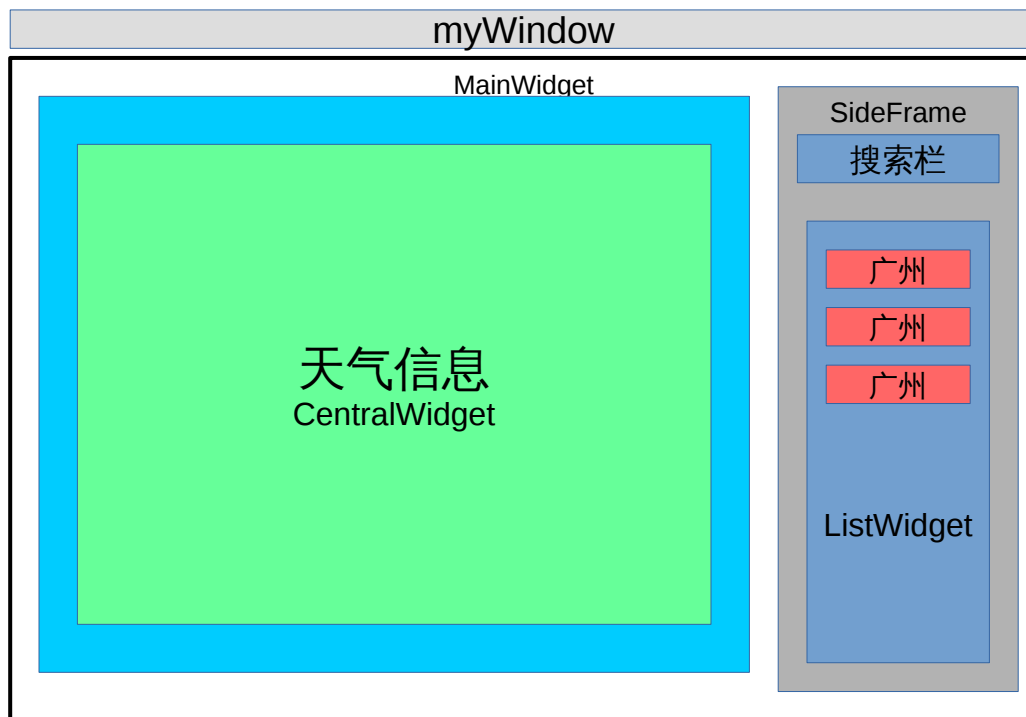 myWindow
MainWidget
天气信息
CentralWidget
SideFrame
搜索栏
广州
广州
广州
ListWidget